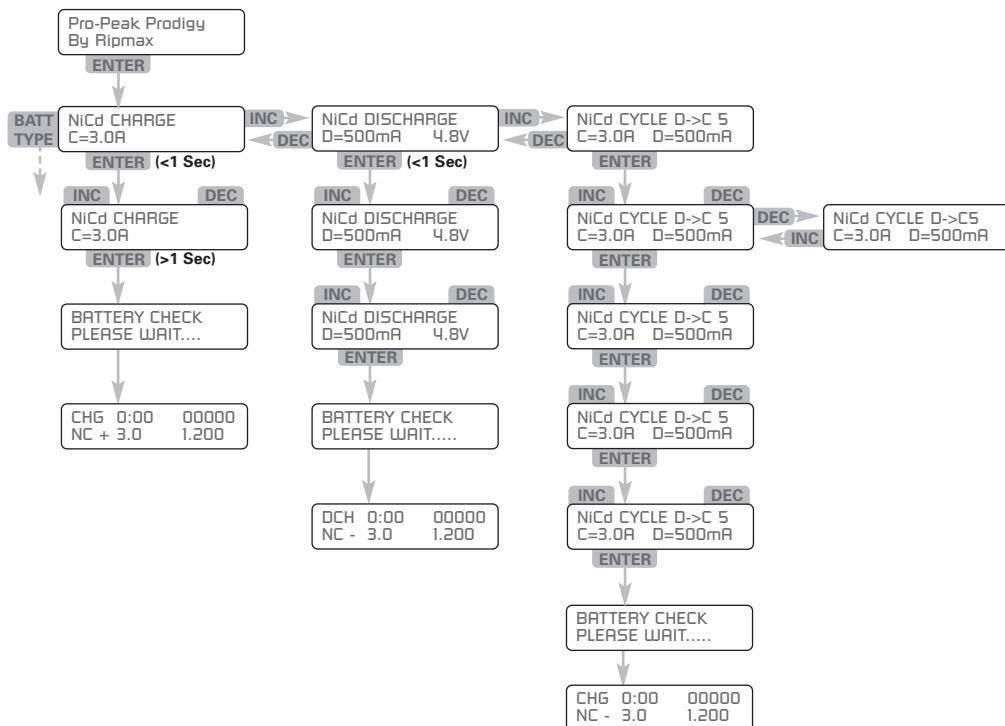 Pro-Peak Prodigy
By Ripmax
ENTER
BATT
TYPE
NiCd CHARGE
C=3.0A
INC
DEC
NiCd DISCHARGE
D=500mA 4.8V
INC
DEC
NiCd CYCLE D->C 5
C=3.0A D=500mA
ENTER (<1 Sec)
ENTER (<1 Sec)
ENTER
INC DEC
NiCd CHARGE
C=3.0A
ENTER (>1 Sec)
BATTERY CHECK
PLEASE WAIT....
CHG 0:00 00000
NC + 3.0 1.200
INC DEC
NiCd DISCHARGE
D=500mA 4.8V
ENTER
INC DEC
NiCd DISCHARGE
D=500mA 4.8V
ENTER
BATTERY CHECK
PLEASE WAIT.....
DCH 0:00 00000
NC - 3.0 1.200
INC DEC
NiCd CYCLE D->C 5
C=3.0A D=500mA
DEC
INC
NiCd CYCLE D->C5
C=3.0A D=500mA
ENTER
INC DEC
NiCd CYCLE D->C 5
C=3.0A D=500mA
ENTER
INC DEC
NiCd CYCLE D->C 5
C=3.0A D=500mA
ENTER
INC DEC
NiCd CYCLE D->C 5
C=3.0A D=500mA
ENTER
BATTERY CHECK
PLEASE WAIT.....
CHG 0:00 00000
NC - 3.0 1.200